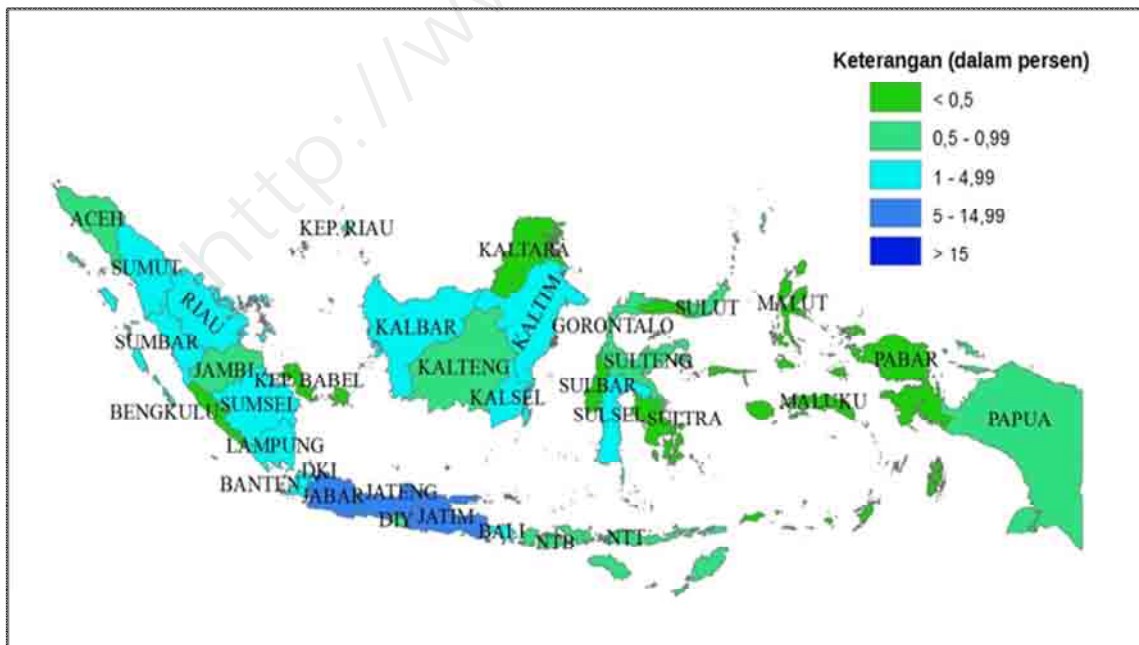 http://w
Keterangan (dalam persen)
< 0,5
0,5 - 0,99
1 - 4,99
5 - 14,99
> 15
ACEH
KEP. RIAU
SUMUT
KALTARA
RIAU
KALTIM
MALUT
SULUT
KALBAR
GORONTALO
SUMBAR
PABAR
JAMBI
KALTENG
SULTENG
KEP. BABEL
SULBAR
BENGKULU
SUMSEL
KALSEL
SULSEL
SULTRA
MALUKU
PAPUA
LAMPUNG
DKI
BANTEN
JABAR
JATENG
DIY
JATIM
BALI
NTB
NTT